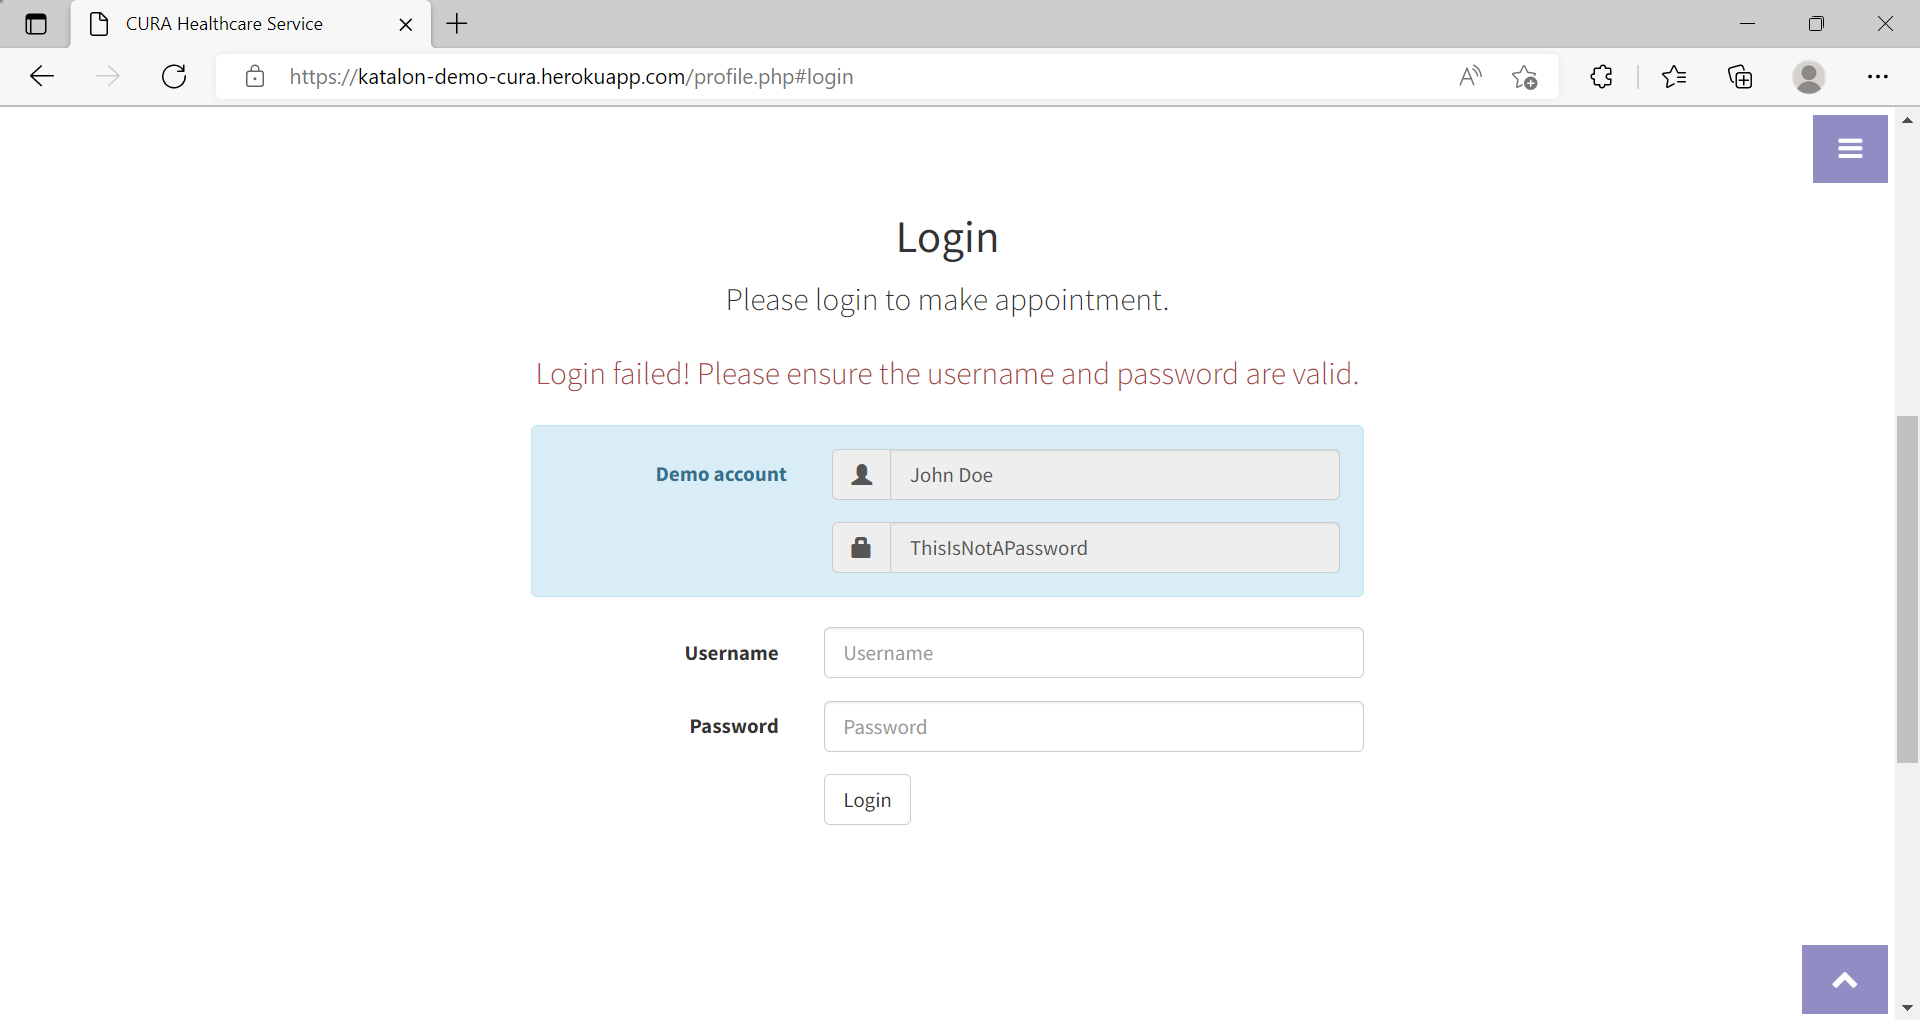 CURA Healthcare Service
https://katalon-demo-cura.herokuapp.com/profile.php#login
Login
Please login to make appointment.
Login failed! Please ensure the username and password are valid.
Demo account
John Doe
ThisIsNotAPassword
Username
Username
Password
Password
Login